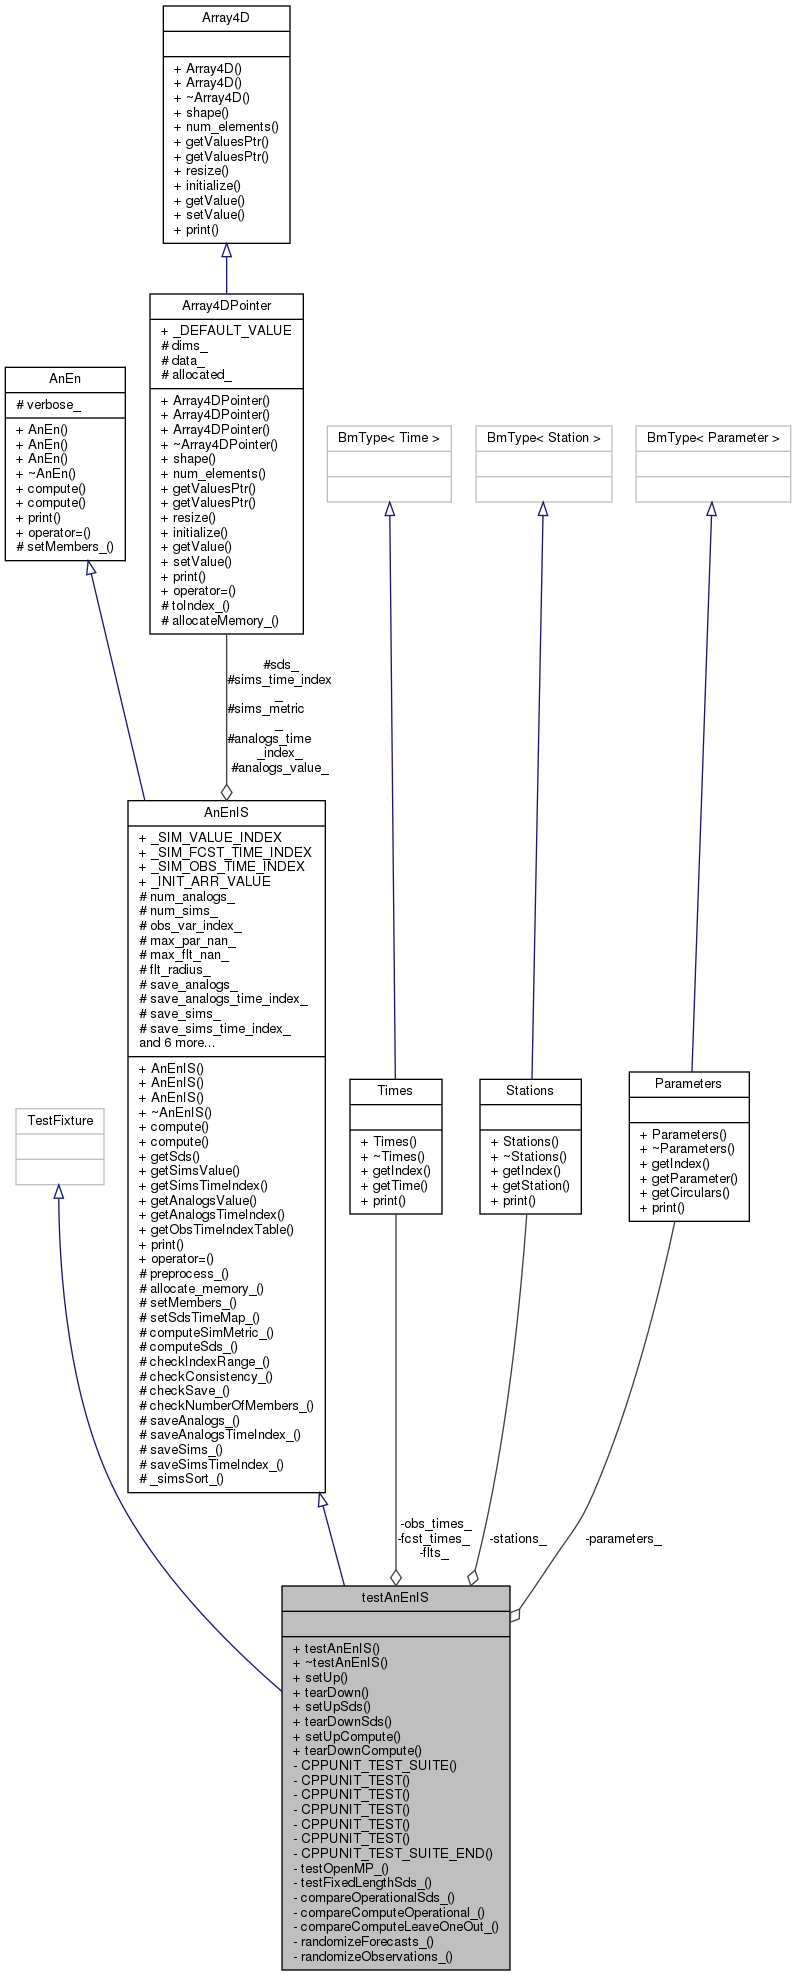 Array4D
+ Array4D()
+ Array4D()
+ ~Array4D()
+ shape()
+ num_elements()
+ getValuesPtr()
+ getValuesPtr()
+ resize()
+ initialize()
+ getValue()
+ setValue()
+ print()
Array4DPointer
+ _DEFAULT_VALUE
# dims_
# data_
# allocated_
+ Array4DPointer()
+ Array4DPointer()
+ Array4DPointer()
+ ~Array4DPointer()
+ shape()
+ num_elements()
+ getValuesPtr()
+ getValuesPtr()
+ resize()
+ initialize()
+ getValue()
+ setValue()
+ print()
+ operator=()
# toIndex_()
# allocateMemory_()
AnEn
# verbose_
+ AnEn()
+ AnEn()
+ AnEn()
+ ~AnEn()
+ compute()
+ compute()
+ print()
+ operator=()
# setMembers_()
BmType< Time >
BmType< Station >
BmType< Parameter >
#sds_
#sims_time_index
_
#sims_metric
_
#analogs_time
_index_
#analogs_value_
AnEnIS
+ _SIM_VALUE_INDEX
+ _SIM_FCST_TIME_INDEX
+ _SIM_OBS_TIME_INDEX
+ _INIT_ARR_VALUE
# num_analogs_
# num_sims_
# obs_var_index_
# max_par_nan_
# max_flt_nan_
# flt_radius_
# save_analogs_
# save_analogs_time_index_
# save_sims_
# save_sims_time_index_
and 6 more...
+ AnEnIS()
+ AnEnIS()
+ AnEnIS()
+ ~AnEnIS()
+ compute()
+ compute()
+ getSds()
+ getSimsValue()
+ getSimsTimeIndex()
+ getAnalogsValue()
+ getAnalogsTimeIndex()
+ getObsTimeIndexTable()
+ print()
+ operator=()
# preprocess_()
# allocate_memory_()
# setMembers_()
# setSdsTimeMap_()
# computeSimMetric_()
# computeSds_()
# checkIndexRange_()
# checkConsistency_()
# checkSave_()
# checkNumberOfMembers_()
# saveAnalogs_()
# saveAnalogsTimeIndex_()
# saveSims_()
# saveSimsTimeIndex_()
# _simsSort_()
TestFixture
Times
+ Times()
+ ~Times()
+ getIndex()
+ getTime()
+ print()
Stations
+ Stations()
+ ~Stations()
+ getIndex()
+ getStation()
+ print()
Parameters
+ Parameters()
+ ~Parameters()
+ getIndex()
+ getParameter()
+ getCirculars()
+ print()
-obs_times_
-fcst_times_
-flts_
-stations_
-parameters_
testAnEnIS
+ testAnEnIS()
+ ~testAnEnIS()
+ setUp()
+ tearDown()
+ setUpSds()
+ tearDownSds()
+ setUpCompute()
+ tearDownCompute()
- CPPUNIT_TEST_SUITE()
- CPPUNIT_TEST()
- CPPUNIT_TEST()
- CPPUNIT_TEST()
- CPPUNIT_TEST()
- CPPUNIT_TEST()
- CPPUNIT_TEST_SUITE_END()
- testOpenMP_()
- testFixedLengthSds_()
- compareOperationalSds_()
- compareComputeOperational_()
- compareComputeLeaveOneOut_()
- randomizeForecasts_()
- randomizeObservations_()